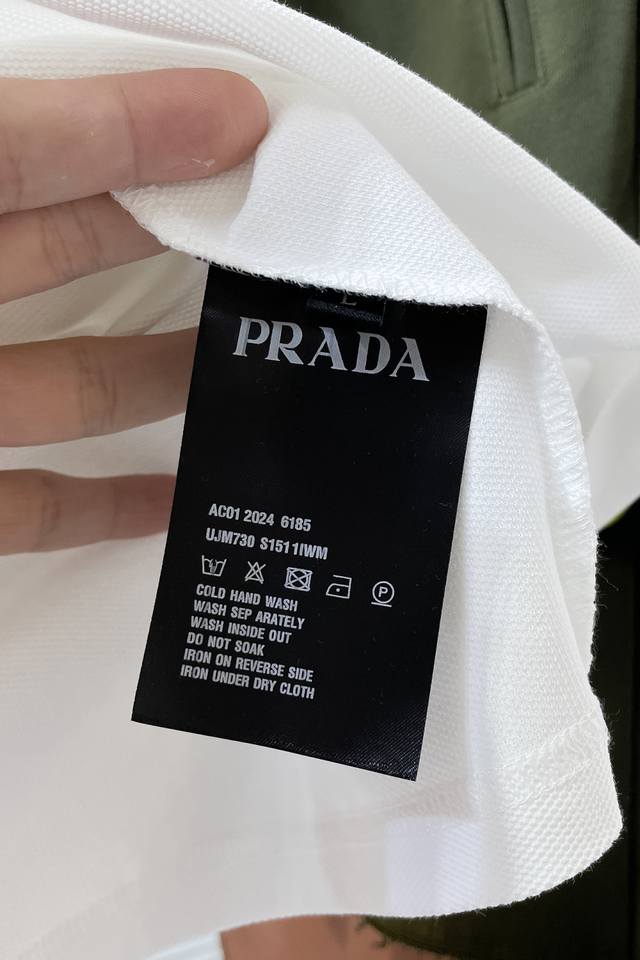 L
PRADA
AC01 2024 6185
UJM730 S1511IWM
P
COLD HAND WASH
WASH SEP ARATELY
WASH INSIDE OUT
DO NOT SOAK
IRON ON REVERSE SIDE
IRON UNDER DRY CLOTH